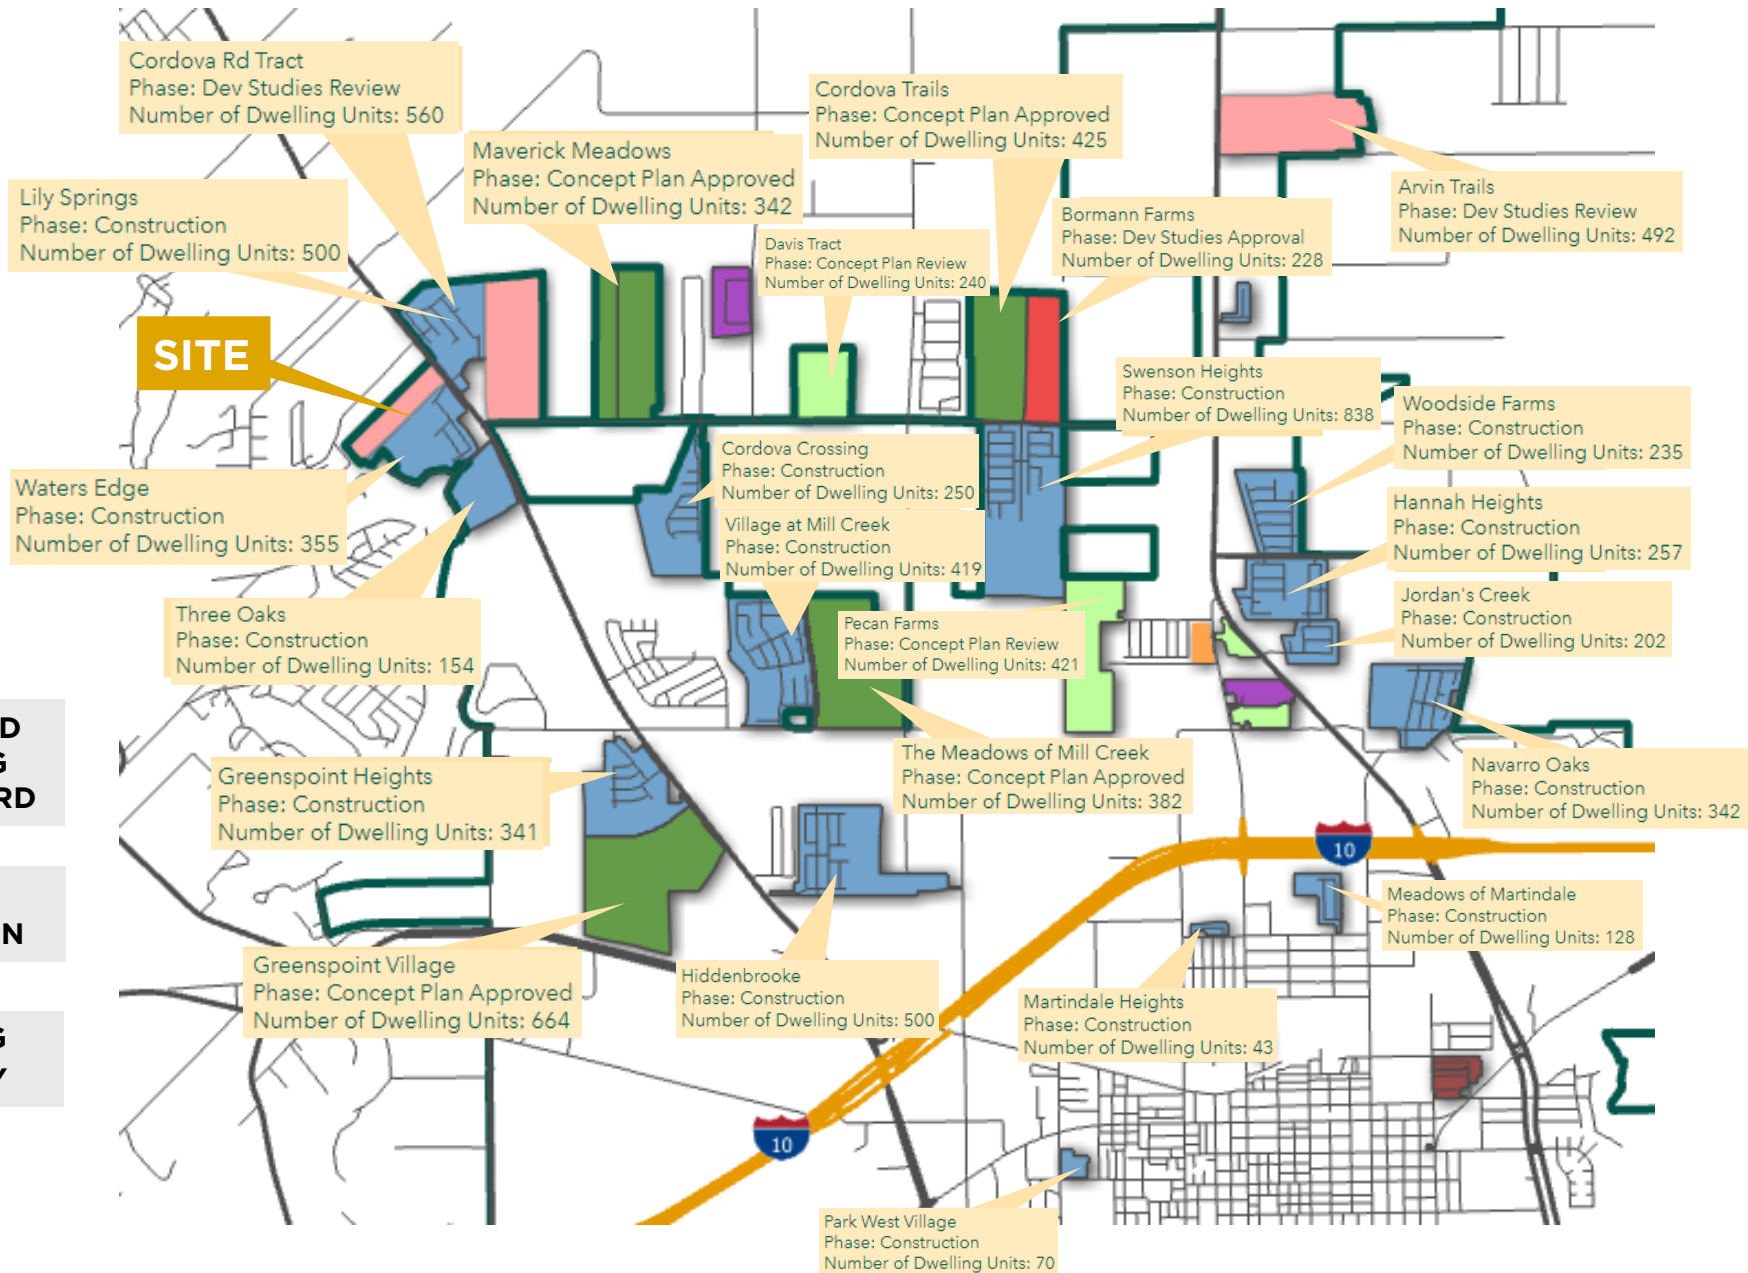 Cordova Rd Tract
Phase: Dev Studies Review
Number of Dwelling Units: 560
Cordova Trails
Phase: Concept Plan Approved
Number of Dwelling Units: 425
Maverick Meadows
Phase: Concept Plan Approved
Number of Dwelling Units: 342
Arvin Trails
Phase: Dev Studies Review
Number of Dwelling Units: 492
Lily Springs
Phase: Construction
Number of Dwelling Units: 500
Bormann Farms
Phase: Dev Studies Approval
Number of Dwelling Units: 228
Davis Tract
Phase: Concept Plan Review
Number of Dwelling Units: 240
SITE
Swenson Heights
Phase: Construction
Number of Dwelling Units: 838
Woodside Farms
Phase: Construction
Number of Dwelling Units: 235
Cordova Crossing
Phase: Construction
Number of Dwelling Units: 250
Waters Edge
Phase: Construction
Number of Dwelling Units: 355
Hannah Heights
Phase: Construction
Number of Dwelling Units: 257
Village at Mill Creek
Phase: Construction
Number of Dwelling Units: 419
Jordan's Creek
Phase: Construction
Number of Dwelling Units: 202
Three Oaks
Phase: Construction
Number of Dwelling Units: 154
Pecan Farms
Phase: Concept Plan Review
Number of Dwelling Units: 421
D
G
RD
The Meadows of Mill Creek
Phase: Concept Plan Approved
Number of Dwelling Units: 382
Navarro Oaks
Phase: Construction
Number of Dwelling Units: 342
Greenspoint Heights
Phase: Construction
Number of Dwelling Units: 341
10
N
Meadows of Martindale
Phase: Construction
Number of Dwelling Units: 128
Greenspoint Village
Phase: Concept Plan Approved
Number of Dwelling Units: 664
Hiddenbrooke
Phase: Construction
Number of Dwelling Units: 500
Martindale Heights
Phase: Construction
Number of Dwelling Units: 43
G
Y
10
Park West Village
Phase: Construction
Number of Dwelling Units: 70